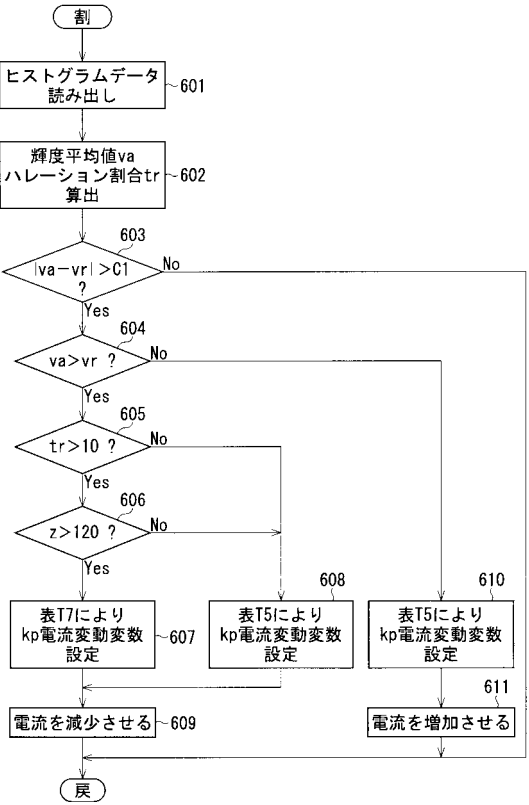 割
ヒストグラムデータ
読み出し
601
輝度平均値va
ハレーション割合tr
算出
602
603
|va−vr|>C1
?
No
Yes
604
va>vr ?
No
Yes
605
tr>10 ?
No
Yes
606
z>120 ?
No
Yes
表T7により
kp電流変動変数
設定
607
608
表T5により
kp電流変動変数
設定
610
表T5により
kp電流変動変数
設定
電流を減少させる
609
611
電流を増加させる
戻